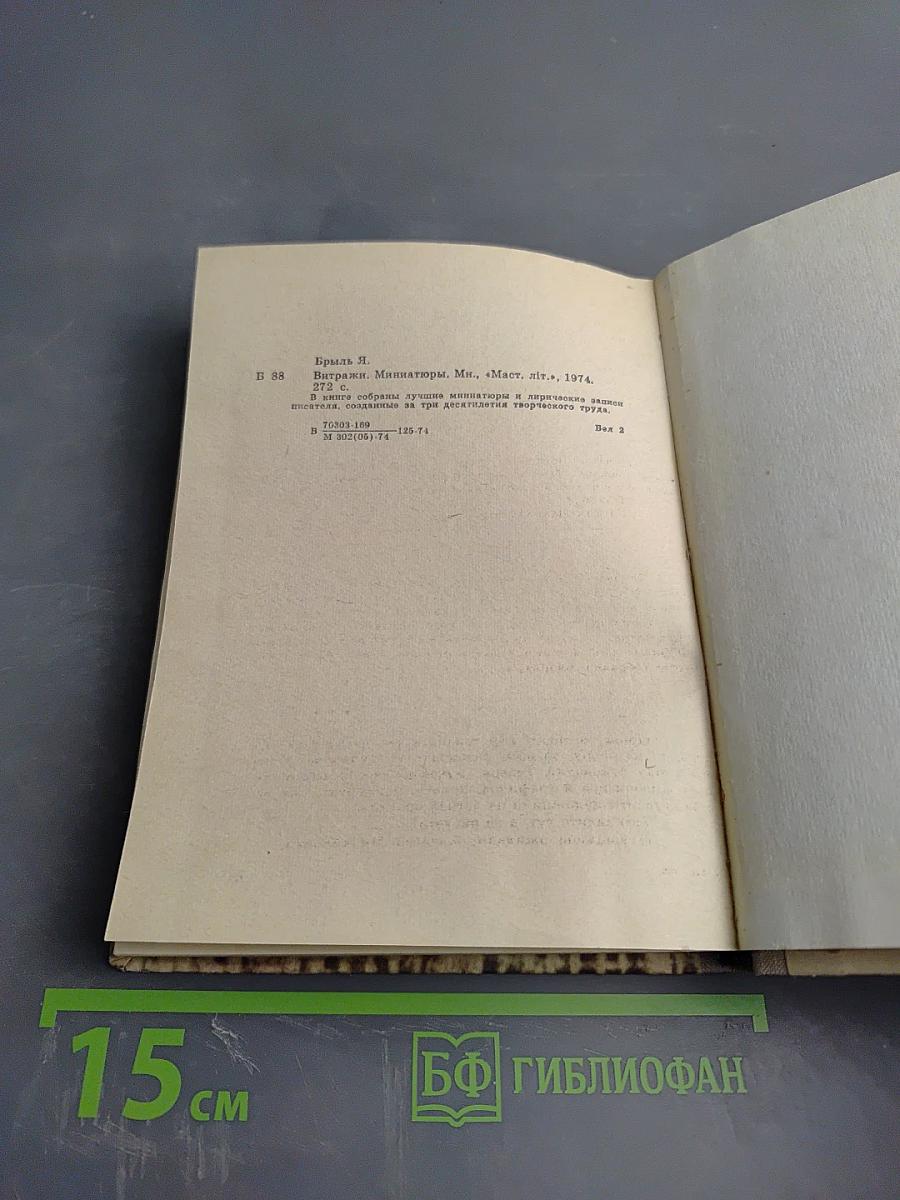 Брыль Я.
Б 88 Витражи. Миниатюры. Мн., «Маст. літ.», 1974.
272 с.
В книге собраны лучшие миниатюры и лирические записи
писателя, созданные за три десятилетия творческого труда.
70303-169
В ———125-74 Бел 2
М 302(05)-74
15 см
БФ ГИБЛИОФАН